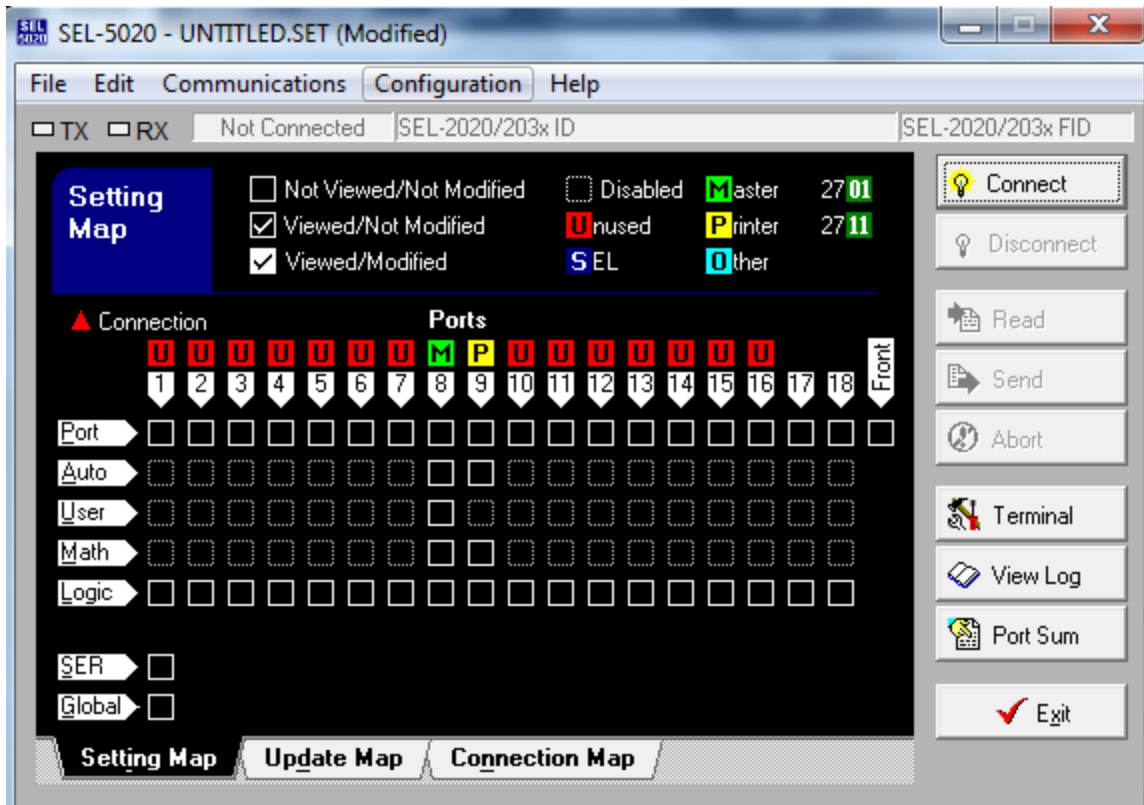 SEL 5020 SEL-5020 - UNTITLED.SET (Modified)
File Edit Communications Configuration Help
TX RX Not Connected SEL-2020/203x ID SEL-2020/203x FID
Setting Map
Not Viewed/Not Modified Disabled Master 27 01
Viewed/Not Modified Unused Printer 27 11
Viewed/Modified SEL Other
Connection Ports
U U U U U U U M P U U U U U U U
1 2 3 4 5 6 7 8 9 10 11 12 13 14 15 16 17 18 Front
Port
Auto
User
Math
Logic
SER
Global
Setting Map Update Map Connection Map
Connect
Disconnect
Read
Send
Abort
Terminal
View Log
Port Sum
Exit